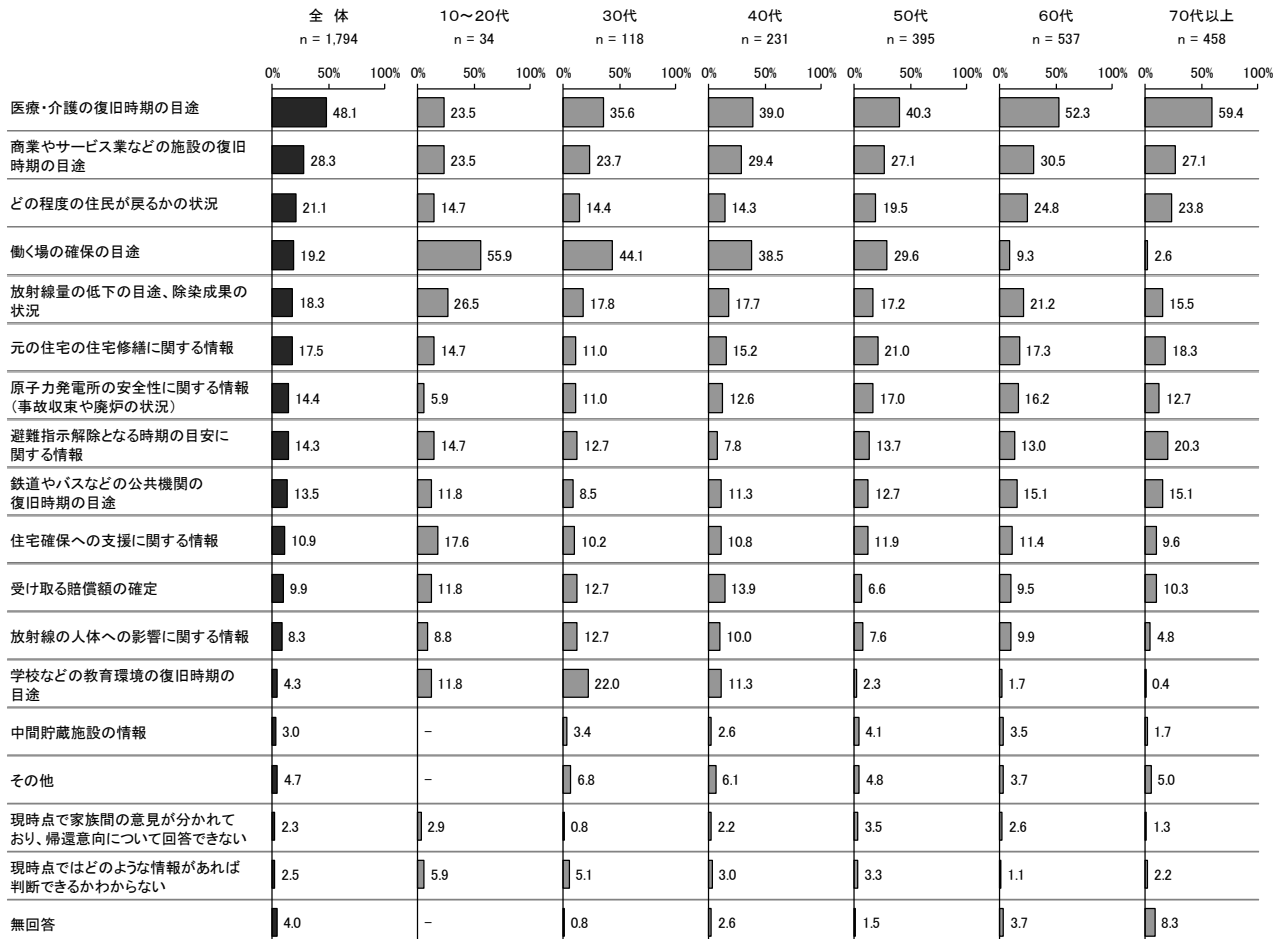 全 体 10～20代 30代 40代 50代 60代 70代以上
n = 1,794 n = 34 n = 118 n = 231 n = 395 n = 537 n = 458
0% 50% 100% 0% 50% 100% 0% 50% 100% 0% 50% 100% 0% 50% 100% 0% 50% 100% 0% 50% 100%
医療・介護の復旧時期の目途 48.1 23.5 35.6 39.0 40.3 52.3 59.4
商業やサービス業などの施設の復旧
時期の目途 28.3 23.5 23.7 29.4 27.1 30.5 27.1
どの程度の住民が戻るかの状況 21.1 14.7 14.4 14.3 19.5 24.8 23.8
働く場の確保の目途 19.2 55.9 44.1 38.5 29.6 9.3 2.6
放射線量の低下の目途、除染成果の
状況 18.3 26.5 17.8 17.7 17.2 21.2 15.5
元の住宅の住宅修繕に関する情報 17.5 14.7 11.0 15.2 21.0 17.3 18.3
原子力発電所の安全性に関する情報
（事故収束や廃炉の状況） 14.4 5.9 11.0 12.6 17.0 16.2 12.7
避難指示解除となる時期の目安に
関する情報 14.3 14.7 12.7 7.8 13.7 13.0 20.3
鉄道やバスなどの公共機関の
復旧時期の目途 13.5 11.8 8.5 11.3 12.7 15.1 15.1
住宅確保への支援に関する情報 10.9 17.6 10.2 10.8 11.9 11.4 9.6
受け取る賠償額の確定 9.9 11.8 12.7 13.9 6.6 9.5 10.3
放射線の人体への影響に関する情報 8.3 8.8 12.7 10.0 7.6 9.9 4.8
学校などの教育環境の復旧時期の
目途 4.3 11.8 22.0 11.3 2.3 1.7 0.4
中間貯蔵施設の情報 3.0 － 3.4 2.6 4.1 3.5 1.7
その他 4.7 － 6.8 6.1 4.8 3.7 5.0
現時点で家族間の意見が分かれて
おり、帰還意向について回答できない 2.3 2.9 0.8 2.2 3.5 2.6 1.3
現時点ではどのような情報があれば
判断できるかわからない 2.5 5.9 5.1 3.0 3.3 1.1 2.2
無回答 4.0 － 0.8 2.6 1.5 3.7 8.3